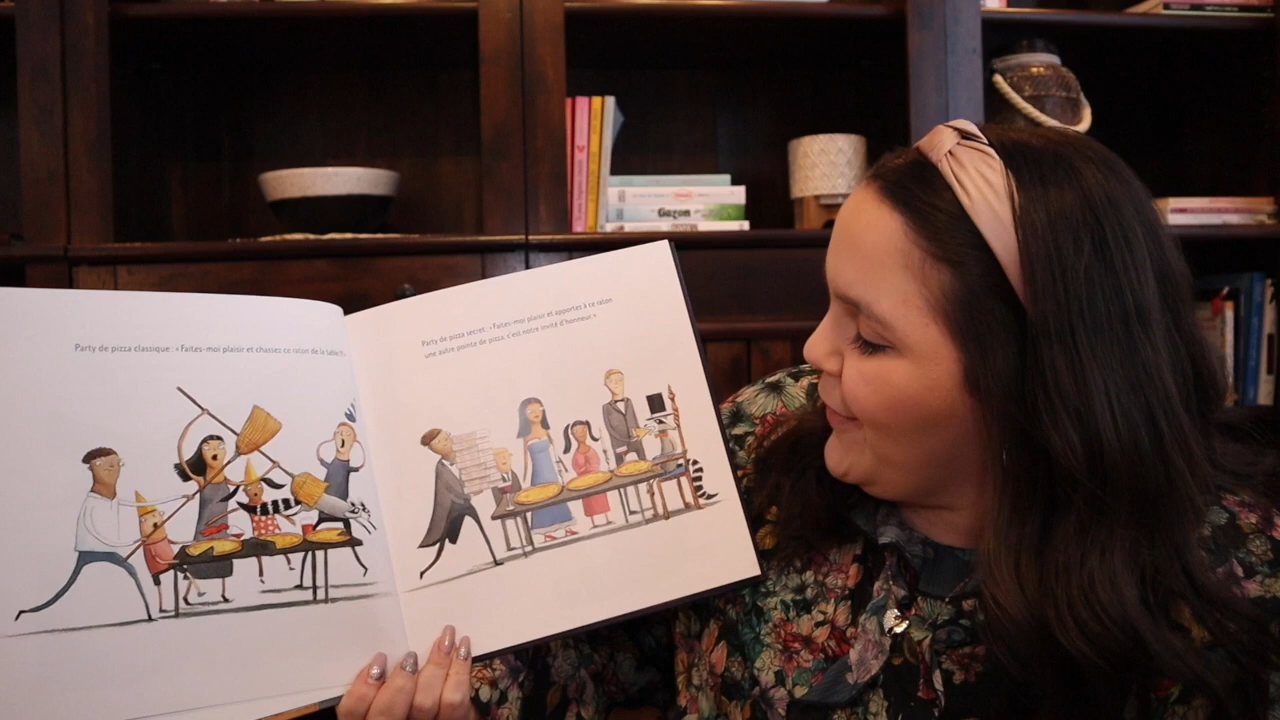 Party de pizza classique : « Faites-moi plaisir et chassez ce raton de la table!! »
Party de pizza secret : « Faites-moi plaisir et apportez à ce raton
une autre pointe de pizza; c'est notre invité d'honneur. »
Gazon